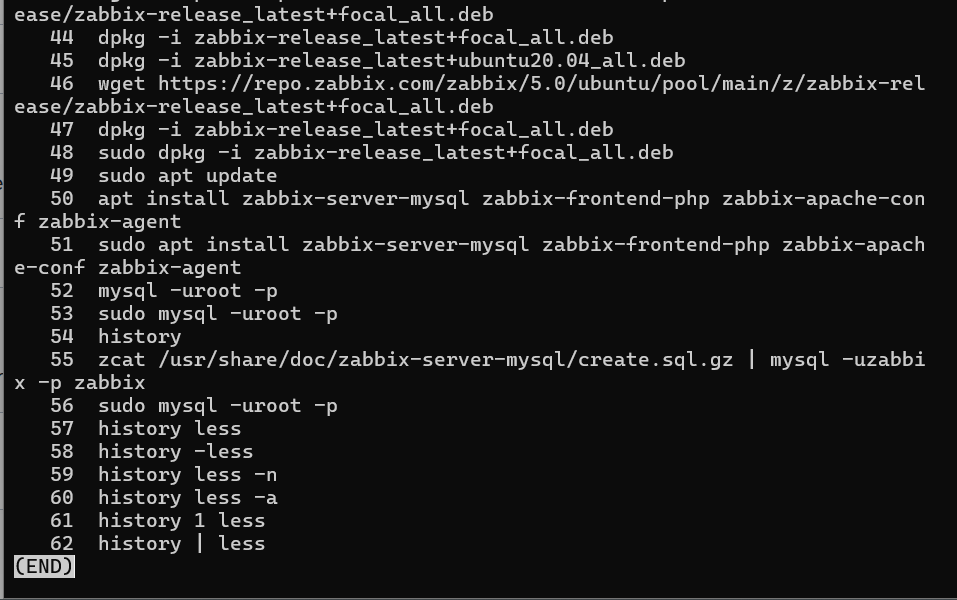 ease/zabbix-release_latest+focal_all.deb
44 dpkg -i zabbix-release_latest+focal_all.deb
45 dpkg -i zabbix-release_latest+ubuntu20.04_all.deb
46 wget https://repo.zabbix.com/zabbix/5.0/ubuntu/pool/main/z/zabbix-rel
ease/zabbix-release_latest+focal_all.deb
47 dpkg -i zabbix-release_latest+focal_all.deb
48 sudo dpkg -i zabbix-release_latest+focal_all.deb
49 sudo apt update
50 apt install zabbix-server-mysql zabbix-frontend-php zabbix-apache-con
f zabbix-agent
51 sudo apt install zabbix-server-mysql zabbix-frontend-php zabbix-apach
e-conf zabbix-agent
52 mysql -uroot -p
53 sudo mysql -uroot -p
54 history
55 zcat /usr/share/doc/zabbix-server-mysql/create.sql.gz | mysql -uzabbi
x -p zabbix
56 sudo mysql -uroot -p
57 history less
58 history -less
59 history less -n
60 history less -a
61 history 1 less
62 history | less
(END)